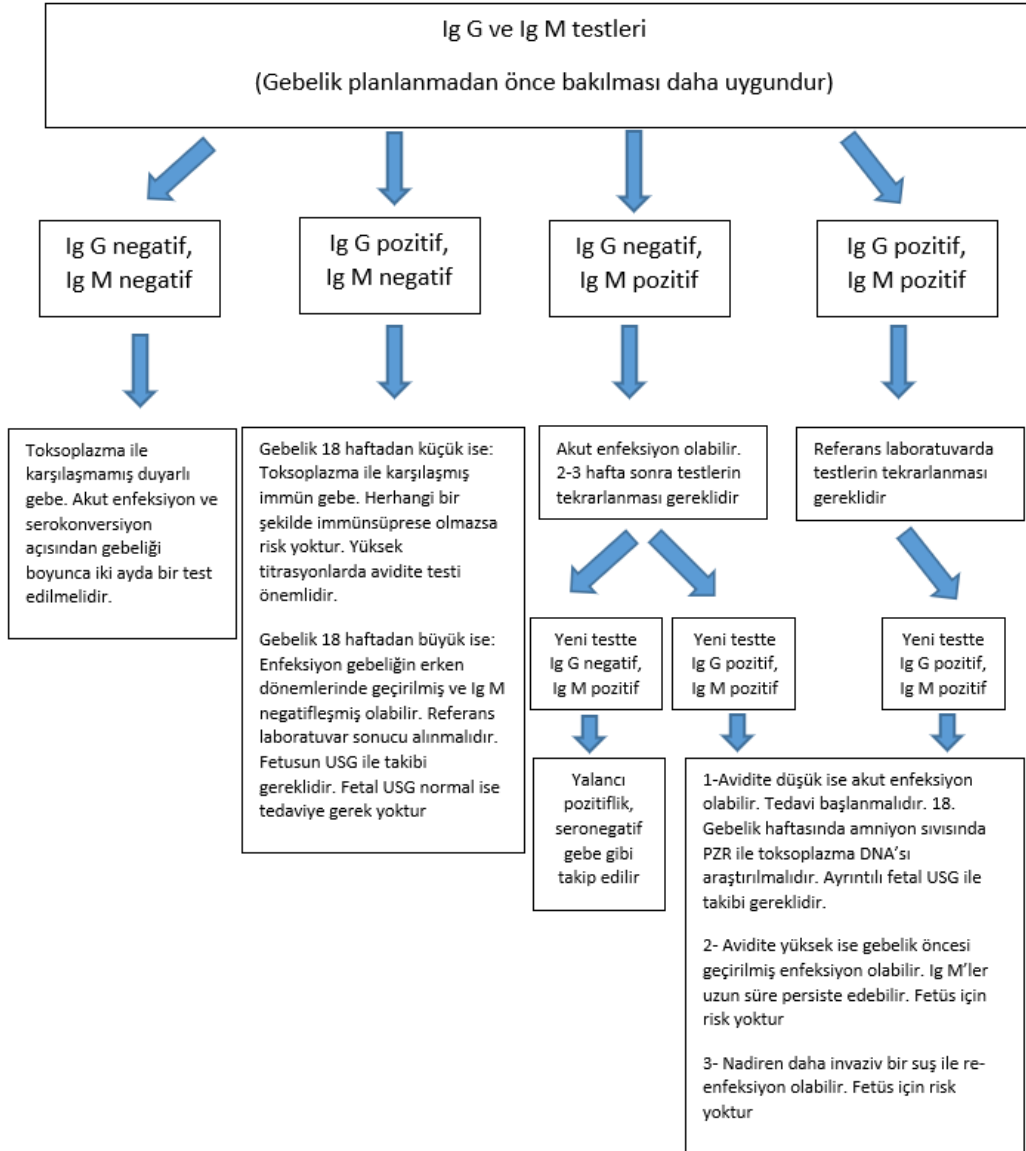 Ig G ve Ig M testleri
(Gebelik planlanmadan önce bakılması daha uygundur)
Ig G negatif,
Ig M negatif
Ig G pozitif,
Ig M negatif
Ig G negatif,
Ig M pozitif
Ig G pozitif,
Ig M pozitif
Toksoplazma ile
karşılaşmamış duyarlı
gebe. Akut enfeksiyon ve
serokonversiyon
açısından gebeliği
boyunca iki ayda bir test
edilmelidir.
Gebelik 18 haftadan küçük ise:
Toksoplazma ile karşılaşmış
immün gebe. Herhangi bir
şekilde immünsüprese olmazsa
risk yoktur. Yüksek
titrasyonlarda avidite testi
önemlidir.
Gebelik 18 haftadan büyük ise:
Enfeksiyon gebeliğin erken
dönemlerinde geçirilmiş ve Ig M
negatifleşmiş olabilir. Referans
laboratuvar sonucu alınmalıdır.
Fetusun USG ile takibi
gereklidir. Fetal USG normal ise
tedaviye gerek yoktur
Akut enfeksiyon olabilir.
2-3 hafta sonra testlerin
tekrarlanması gereklidir
Referans laboratuvarda
testlerin tekrarlanması
gereklidir
Yeni testte
Ig G negatif,
Ig M pozitif
Yeni testte
Ig G pozitif,
Ig M pozitif
Yeni testte
Ig G pozitif,
Ig M pozitif
Yalancı
pozitiflik,
seronegatif
gebe gibi
takip edilir
1-Avidite düşük ise akut enfeksiyon
olabilir. Tedavi başlanmalıdır. 18.
Gebelik haftasında amniyon sıvısında
PZR ile toksoplazma DNA’sı
araştırılmalıdır. Ayrıntılı fetal USG ile
takibi gereklidir.
2- Avidite yüksek ise gebelik öncesi
geçirilmiş enfeksiyon olabilir. Ig M’ler
uzun süre persiste edebilir. Fetüs için
risk yoktur
3- Nadiren daha invaziv bir suş ile re-
enfeksiyon olabilir. Fetüs için risk
yoktur